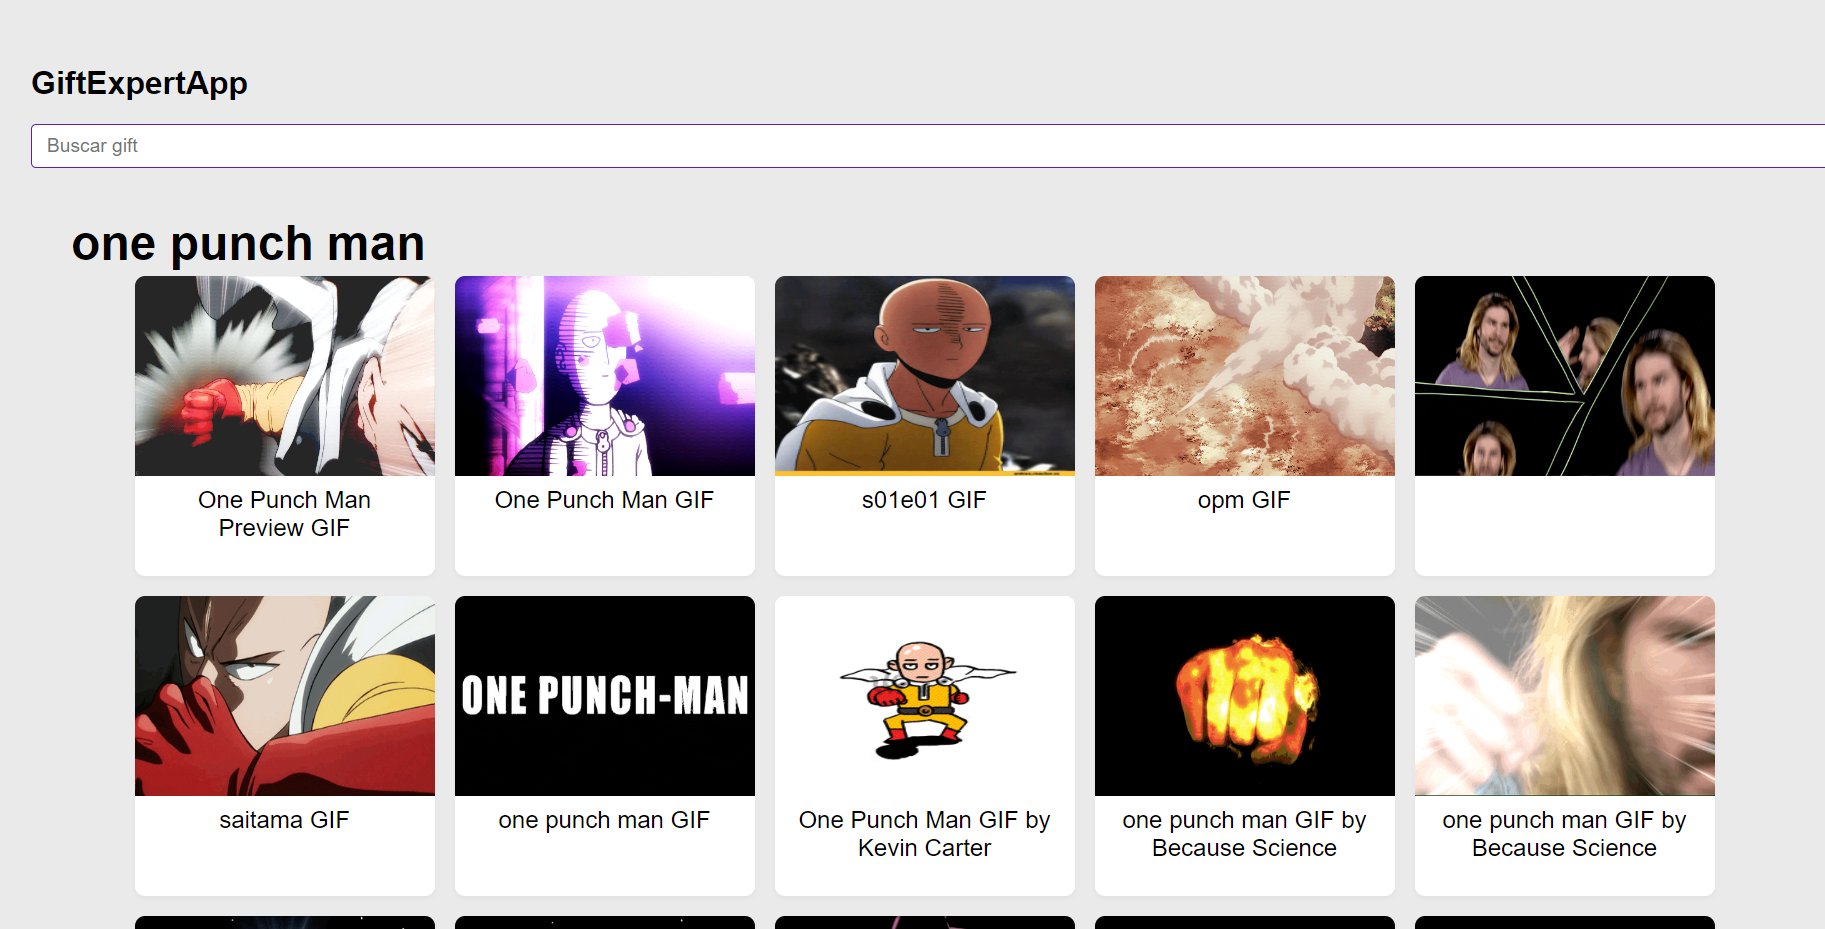 GiftExpertApp
Buscar gift
one punch man
One Punch Man
Preview GIF
One Punch Man GIF
s01e01 GIF
opm GIF
saitama GIF
ONE PUNCH-MAN
one punch man GIF
One Punch Man GIF by
Kevin Carter
one punch man GIF by
Because Science
one punch man GIF by
Because Science